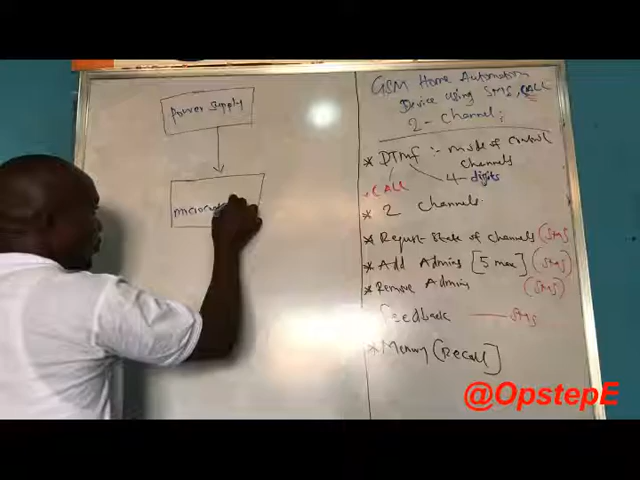 Power Supply
microco
GSM Home Automation
Device using SMS, CALL
2 - Channel:
* DTMF :- mode of control
channels
4 - digits
CALL
* 2 channels.
* Request State of channels (SMS
* Add Admins [5 max] (SMS)
* Remove Admins (SMS)
Feedback —— SMS
* Memory (Recall]
@OpstepE